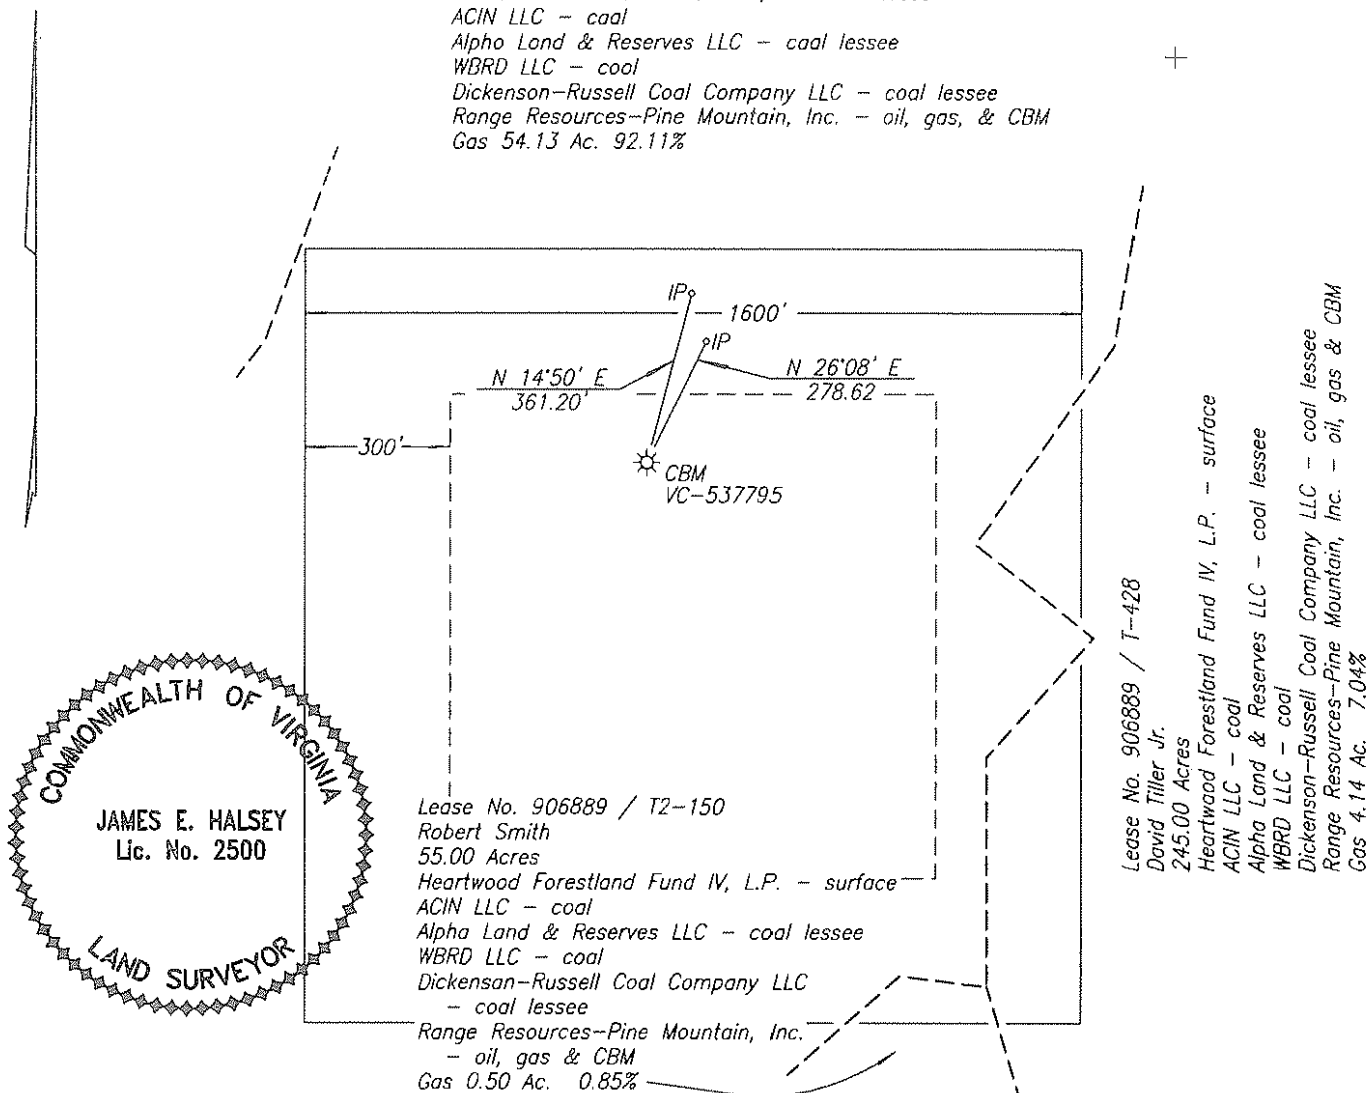 ACIN LLC - coal
Alpho Lond & Reserves LLC - coal lessee
WBRD LLC - cool
Dickenson-Russell Coal Company LLC - coal lessee
Range Resources-Pine Mountain, Inc. - oil, gas, & CBM
Gas 54.13 Ac. 92.11%
IP
1600'
IP
N 14°50' E
361.20'
N 26°08' E
278.62
300'
CBM
VC-537795
COMMONWEALTH OF VIRGINIA
JAMES E. HALSEY
Lic. No. 2500
LAND SURVEYOR
Lease No. 906889 / T2-150
Robert Smith
55.00 Acres
Heartwood Forestland Fund IV, L.P. - surface
ACIN LLC - coal
Alpha Land & Reserves LLC - coal lessee
WBRD LLC - coal
Dickenson-Russell Coal Company LLC
- coal lessee
Range Resources-Pine Mountain, Inc.
- oil, gas & CBM
Gas 0.50 Ac. 0.85%
Lease No. 906889 / T-428
David Tiller Jr.
245.00 Acres
Heartwood Forestland Fund IV, L.P. - surface
ACIN LLC - coal
Alpha Land & Reserves LLC - coal lessee
WBRD LLC - coal
Dickenson-Russell Coal Company LLC - coal lessee
Range Resources-Pine Mountain, Inc. - oil, gas & CBM
Gas 4.14 Ac. 7.04%